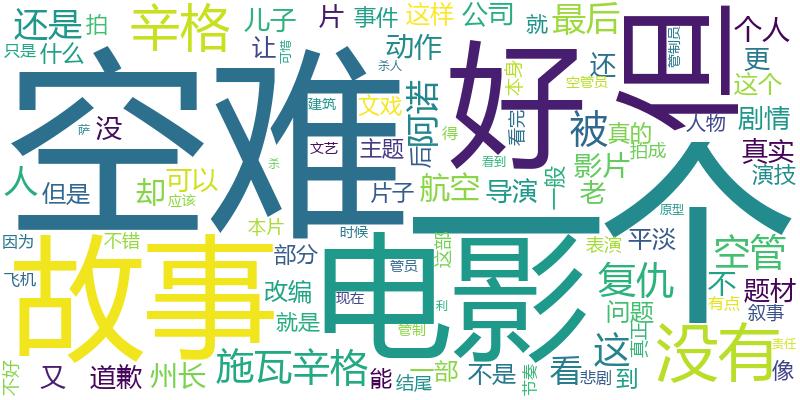 还是
拍
辛格
儿子
片
事件
这样
公司
就
最后
个人
只是
什么
让
动作
可惜
还
更
管制员
但
空难
好
杀人
本身
空管员
这个
萨
没
建筑
文戏
阿诺
得
看完
被
真的
人物
剧情
文艺
主题
后
看到
一般
影片
拍成
真实
人
但是
却
可以
杀
应该
片子
航空
导演
老
演技
一个
故事
电影
因为
不错
本片
时候
部分
这部
表演
平淡
原型
空管
飞机
管员
复仇
不
题材
改编
现在
利
问题
有点
叙事
就是
管制
真正
没有
施瓦辛格
这
责任
不好
又
道歉
州长
能
结尾
一部
不是
节奏
看
悲剧
到
像